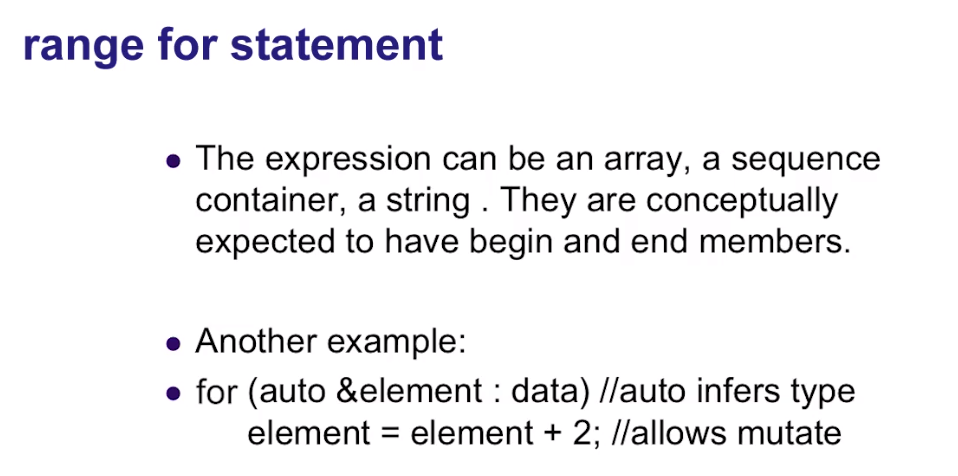 range for statement
● The expression can be an array, a sequence
container, a string . They are conceptually
expected to have begin and end members.
● Another example:
● for (auto &element : data) //auto infers type
element = element + 2; //allows mutate